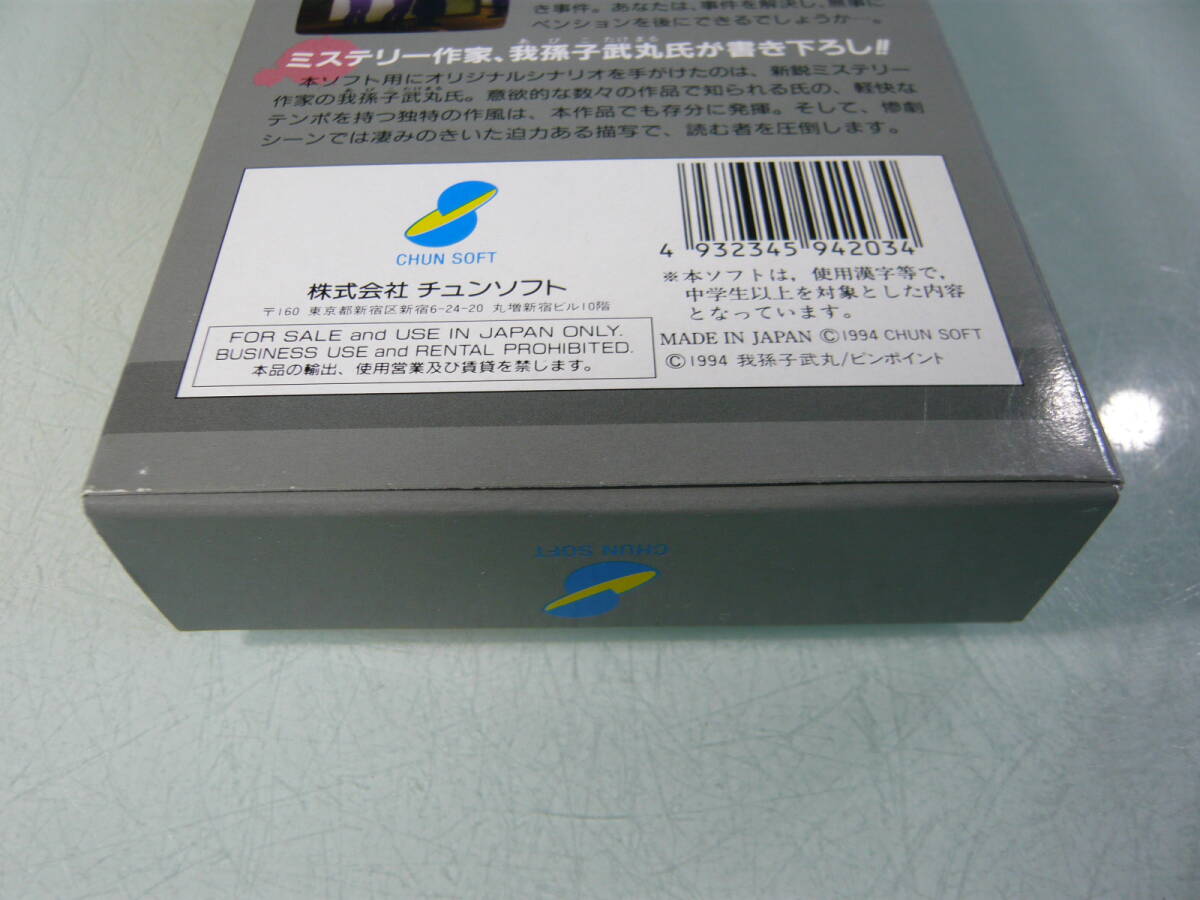 き事件。あなたは、事件を解決し、無事に
ペンションを後にできるでしょうか…。
あびこたけまる
ミステリー作家、我孫子武丸氏が書き下ろし!!
本ソフト用にオリジナルシナリオを手がけたのは、新鋭ミステリー
あびこたけまる
作家の我孫子武丸氏。意欲的な数々の作品で知られる氏の、軽快な
テンポを持つ独特の作風は、本作品でも存分に発揮。そして、惨劇
シーンでは凄みのきいた迫力ある描写で、読む者を圧倒します。
CHUN SOFT
株式会社 チュンソフト
〒160 東京都新宿区新宿6-24-20 丸増新宿ビル10階
FOR SALE and USE IN JAPAN ONLY.
BUSINESS USE and RENTAL PROHIBITED.
本品の輸出、使用営業及び賃貸を禁じます。
4 932345 942034
※本ソフトは,使用漢字等で,
中学生以上を対象とした内容
となっています。
MADE IN JAPAN ©1994 CHUN SOFT
©1994 我孫子武丸/ピンポイント
CHUN SOFT